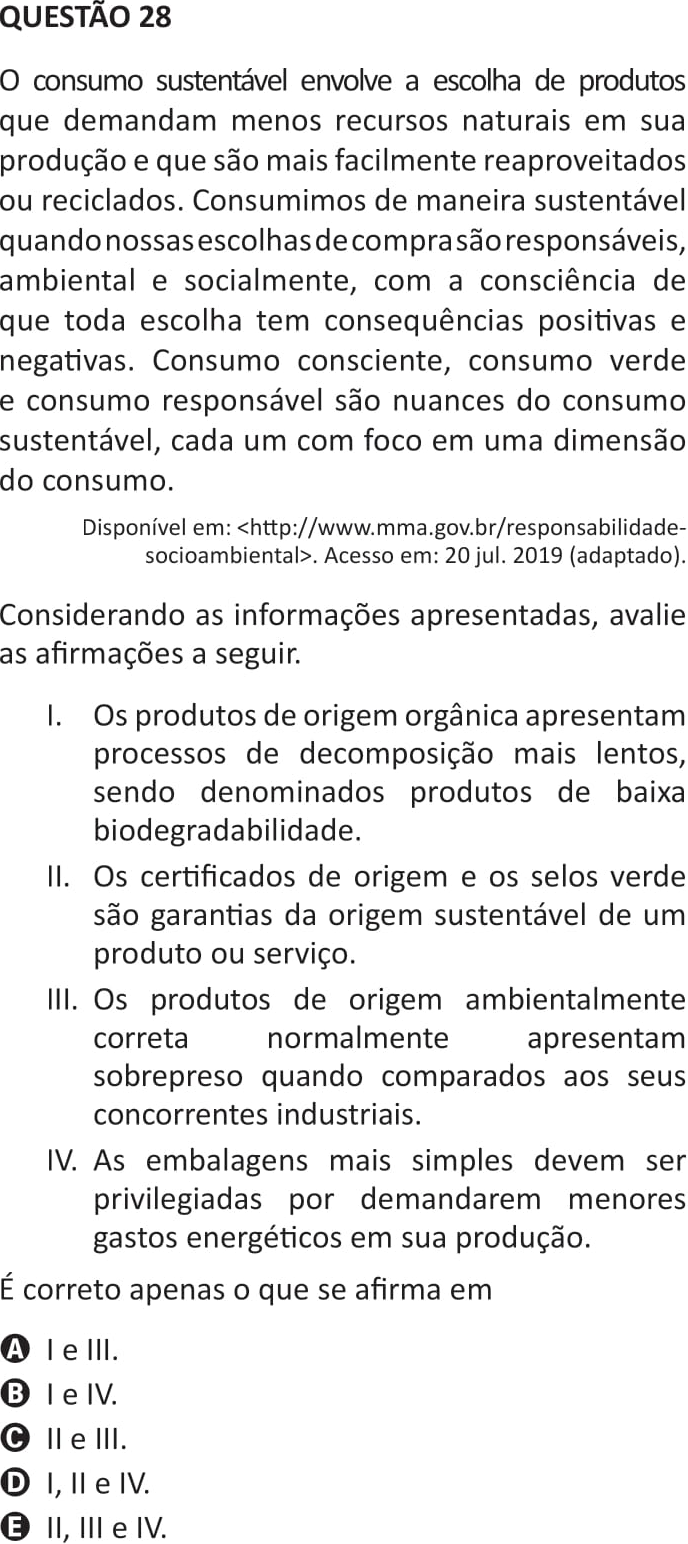 QUESTÃO 28
O consumo sustentável envolve a escolha de produtos
que demandam menos recursos naturais em sua
produção e que são mais facilmente reaproveitados
ou reciclados. Consumimos de maneira sustentável
quando nossas escolhas de compra são responsáveis,
ambiental e socialmente, com a consciência de
que toda escolha tem consequências positivas e
negativas. Consumo consciente, consumo verde
e consumo responsável são nuances do consumo
sustentável, cada um com foco em uma dimensão
do consumo.
Disponível em: <http://www.mma.gov.br/responsabilidade-
socioambiental>. Acesso em: 20 jul. 2019 (adaptado).
Considerando as informações apresentadas, avalie
as afirmações a seguir.
I. Os produtos de origem orgânica apresentam
processos de decomposição mais lentos,
sendo denominados produtos de baixa
biodegradabilidade.
II. Os certificados de origem e os selos verde
são garantias da origem sustentável de um
produto ou serviço.
III. Os produtos de origem ambientalmente
correta normalmente apresentam
sobrepreso quando comparados aos seus
concorrentes industriais.
IV. As embalagens mais simples devem ser
privilegiadas por demandarem menores
gastos energéticos em sua produção.
É correto apenas o que se afirma em
A I e III.
B I e IV.
C II e III.
D I, II e IV.
E II, III e IV.